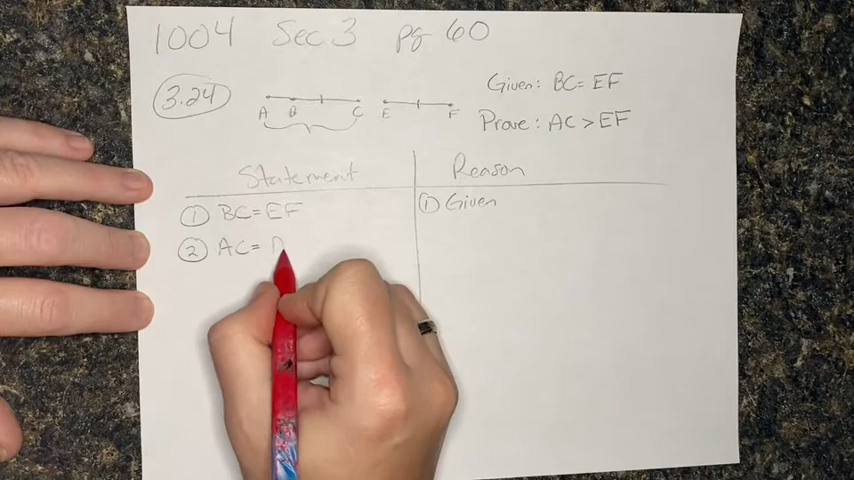 1004 Sec 3 pg 60
3.24
A B C E F
Given: BC = EF
Prove: AC > EF
Statement Reason
① BC = EF ① Given
② AC =